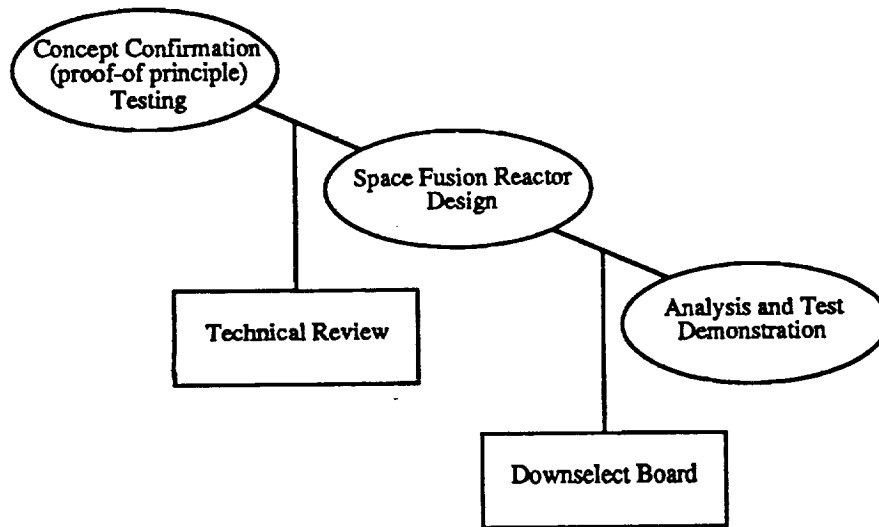 Concept Confirmation
(proof-of principle)
Testing
Space Fusion Reactor
Design
Technical Review
Analysis and Test
Demonstration
Downselect Board